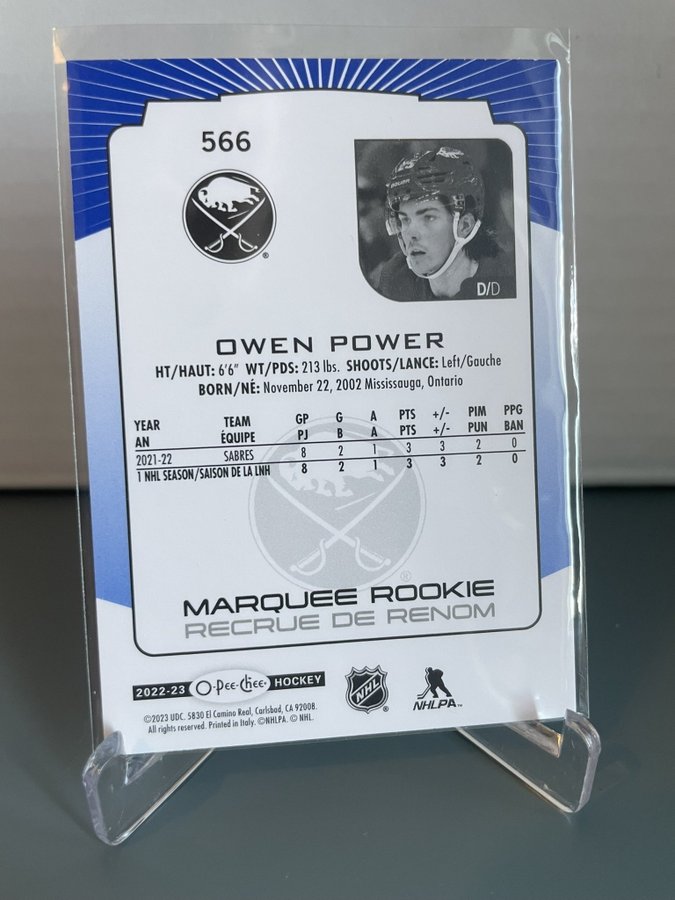 566
®
D/D
OWEN POWER
HT/HAUT: 6'6" WT/PDS: 213 lbs. SHOOTS/LANCE: Left/Gauche
BORN/NÉ: November 22, 2002 Mississauga, Ontario
YEAR TEAM GP G A PTS +/- PIM PPG
AN ÉQUIPE PJ B A PTS +/- PUN BAN
2021-22 SABRES 8 2 1 3 3 2 0
1 NHL SEASON/SAISON DE LA LNH 8 2 1 3 3 2 0
®
MARQUEE ROOKIE
RECRUE DE RENOM
2022-23 O-Pee-Chee® HOCKEY
NHL ®
NHLPA™
©2023 UDC. 5830 El Camino Real, Carlsbad, CA 92008.
All rights reserved. Printed in Italy. ©NHLPA. © NHL.